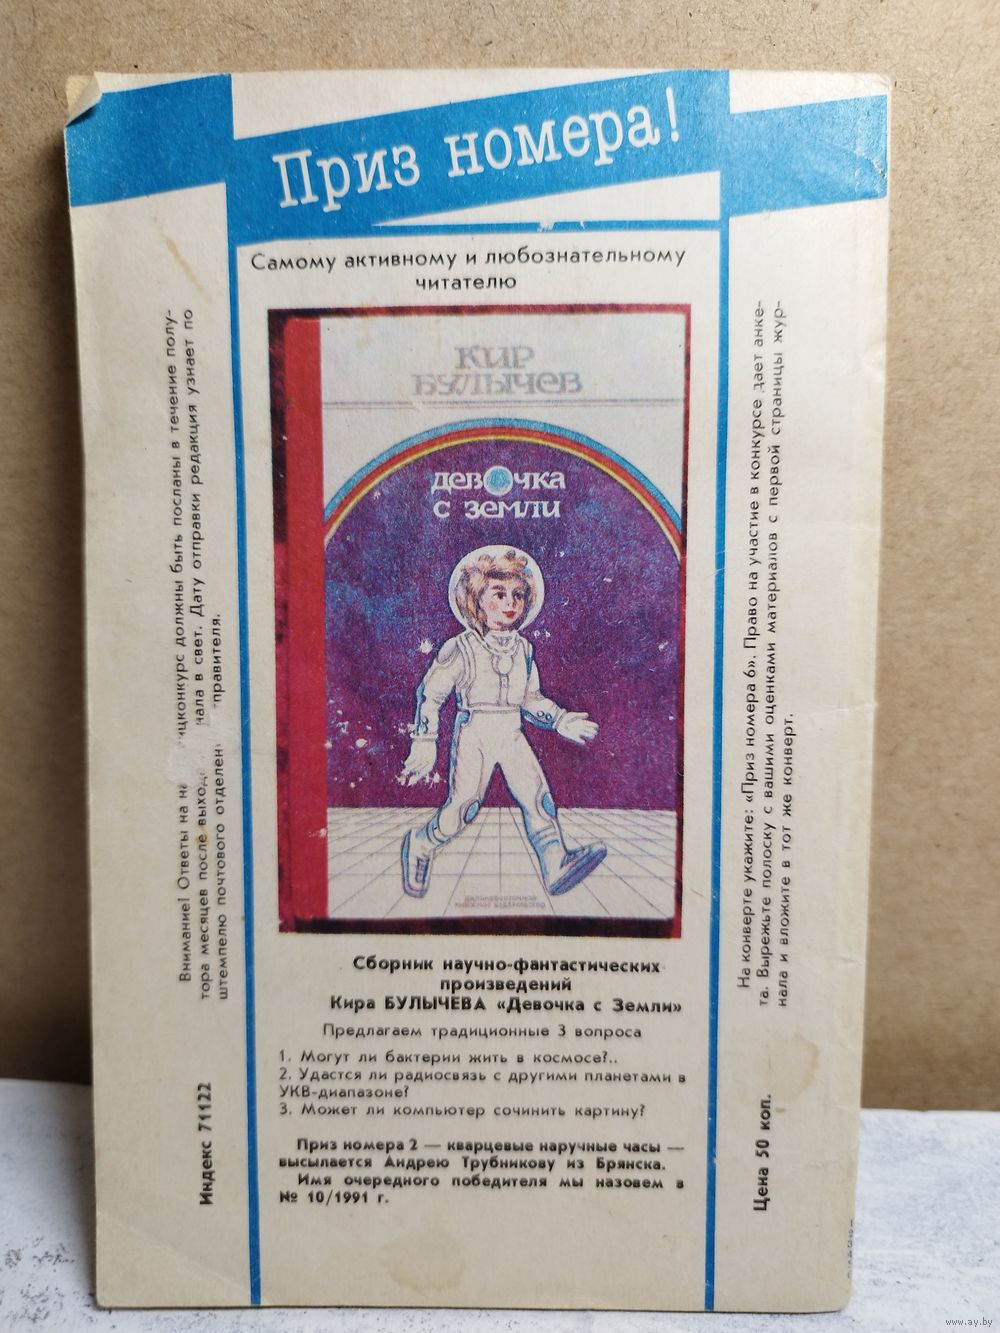 Приз номера!
Самому активному и любознательному
читателю
КИР
БУЛЫЧЕВ
девочка
с земли
Сборник научно-фантастических
произведений
Кира БУЛЫЧЕВА «Девочка с Земли»
Предлагаем традиционные 3 вопроса
1. Могут ли бактерии жить в космосе?..
2. Удастся ли радиосвязь с другими планетами в
УКВ-диапазоне?
3. Может ли компьютер сочинить картину?
Приз номера 2 — кварцевые наручные часы —
высылается Андрею Трубникову из Брянска.
Имя очередного победителя мы назовем в
№ 10/1991 г.
Внимание! Ответы на должны быть посланы в течение полу-
тора месяцев после в свет. Дату отправки редакция узнает по
штемпелю почтового
Индекс 71122
На конверте укажите: «Приз номера 6». Право на участие в конкурсе дает анке-
та. Вырежьте полоску с вашими оценками материалов с первой страницы жур-
нала и вложите в тот же конверт.
Цена 50 коп.
www.ay.by